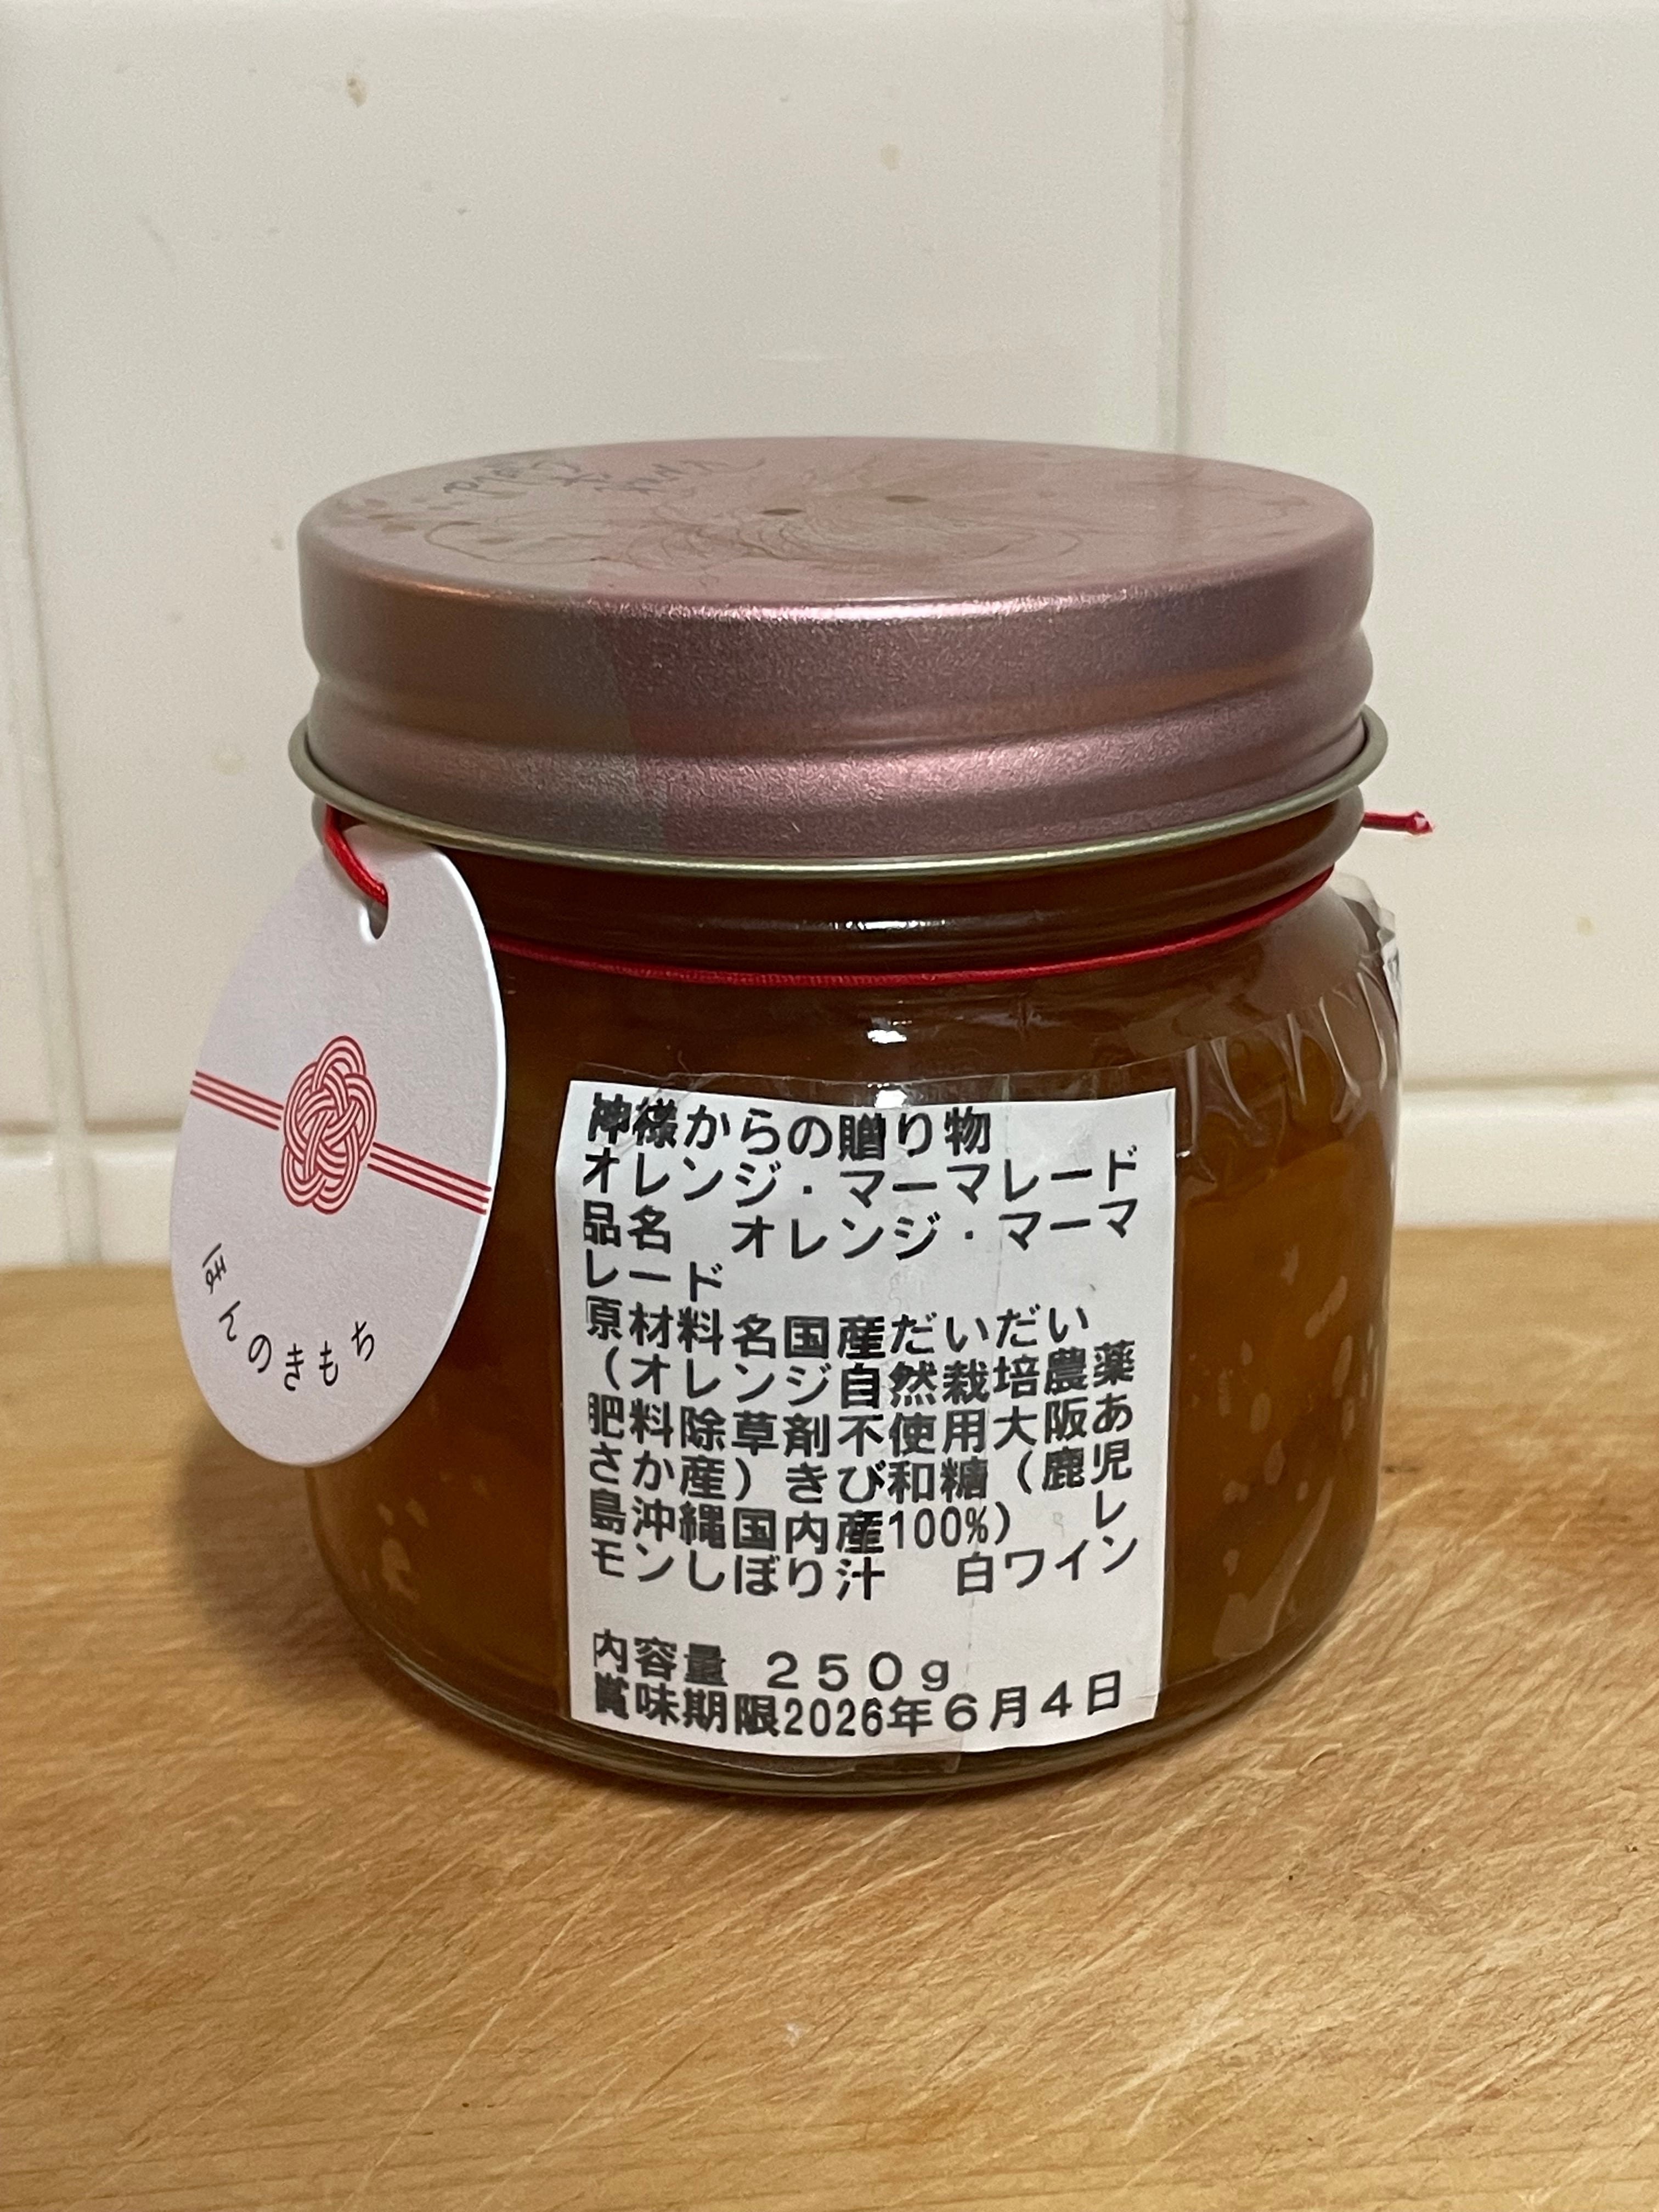 ほんのきもち
神様からの贈り物
オレンジ・マーマレード
品名　オレンジ・マーマ
レード
原材料名国産だいだい
（オレンジ自然栽培農薬
肥料除草剤不使用大阪あ
さか産）きび和糖（鹿児
島沖縄国内産100%）　レ
モンしぼり汁　白ワイン
内容量　２５０ｇ
賞味期限2026年６月４日